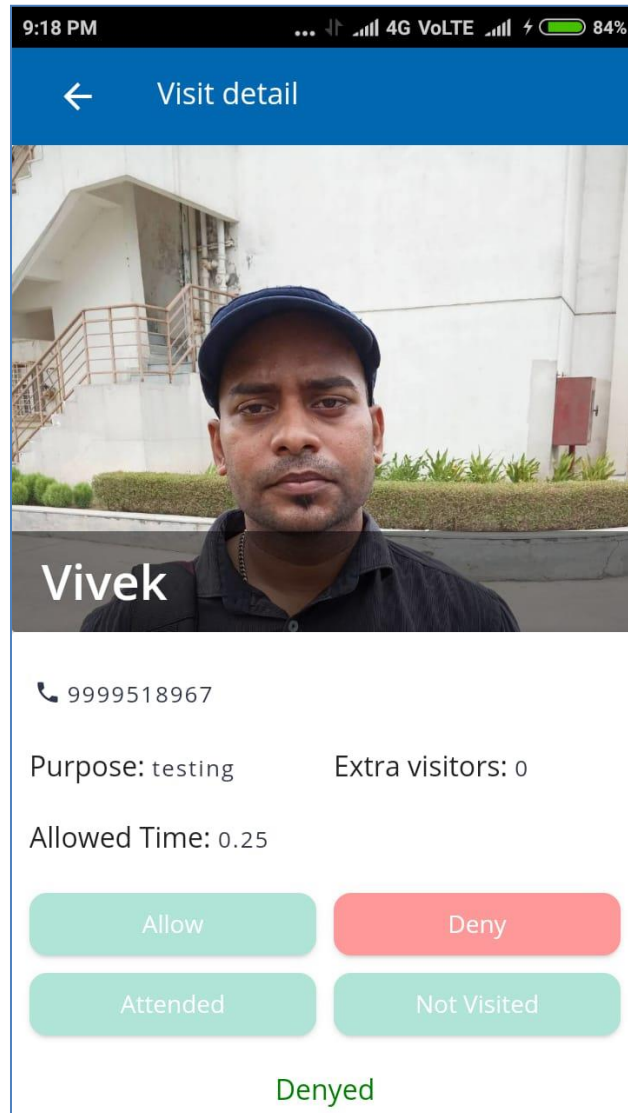 9:18 PM ... 4G VoLTE 84%
Visit detail
Vivek
9999518967
Purpose: testing Extra visitors: 0
Allowed Time: 0.25
Allow Deny
Attended Not Visited
Denyed